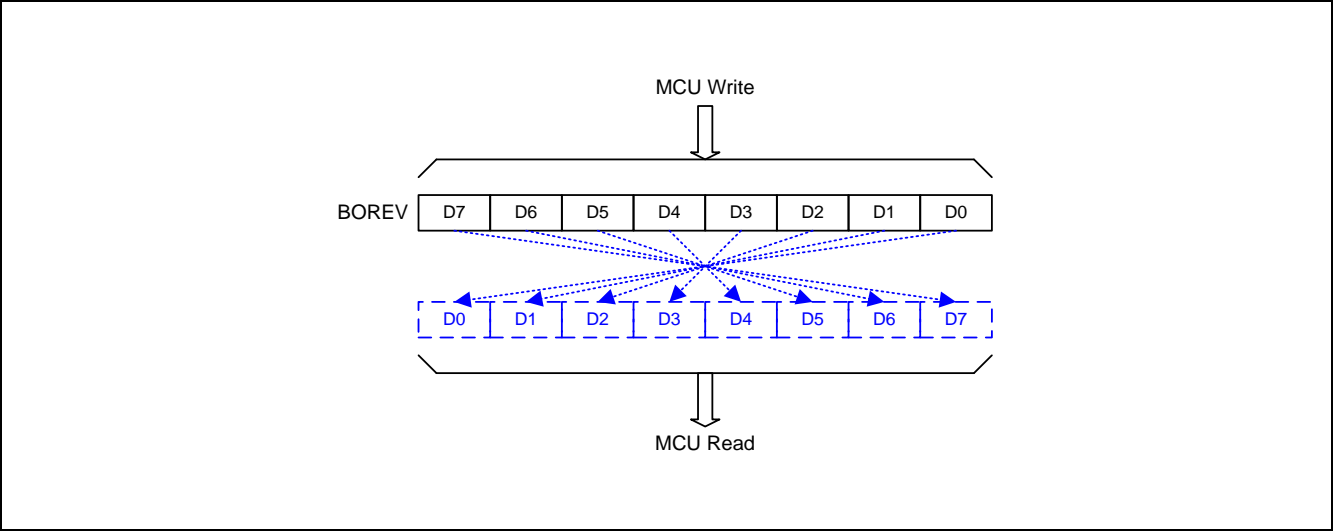 MCU Write
BOREV D7 D6 D5 D4 D3 D2 D1 D0
D0 D1 D2 D3 D4 D5 D6 D7
MCU Read